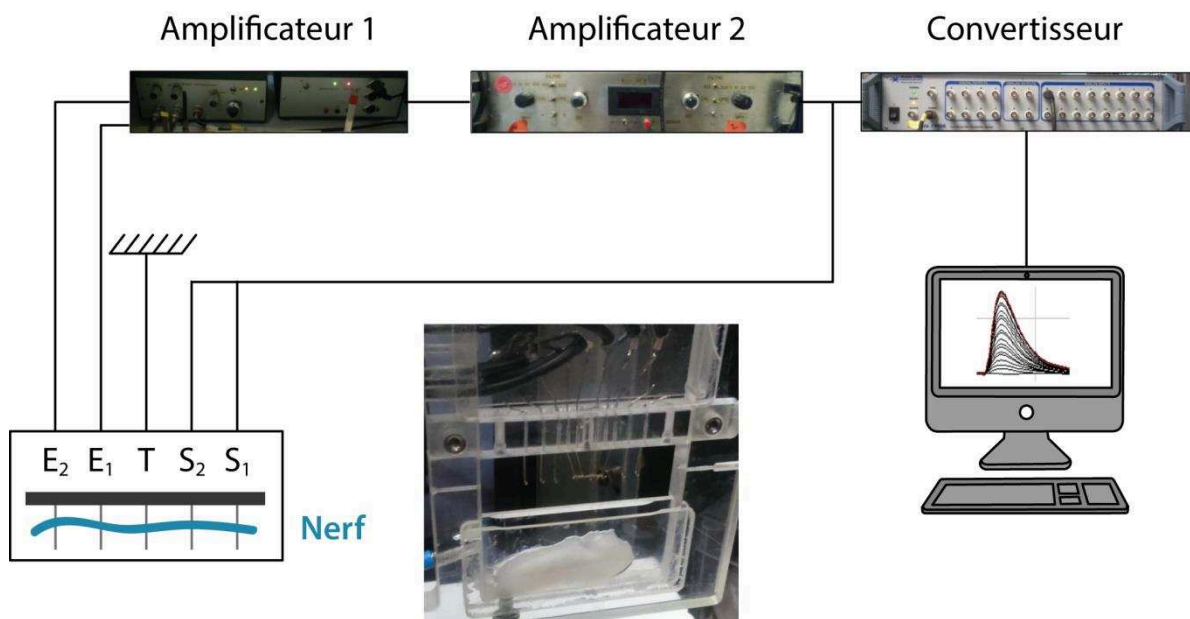 Amplificateur 1
Amplificateur 2
Convertisseur
E₂ E₁ T S₂ S₁
Nerf